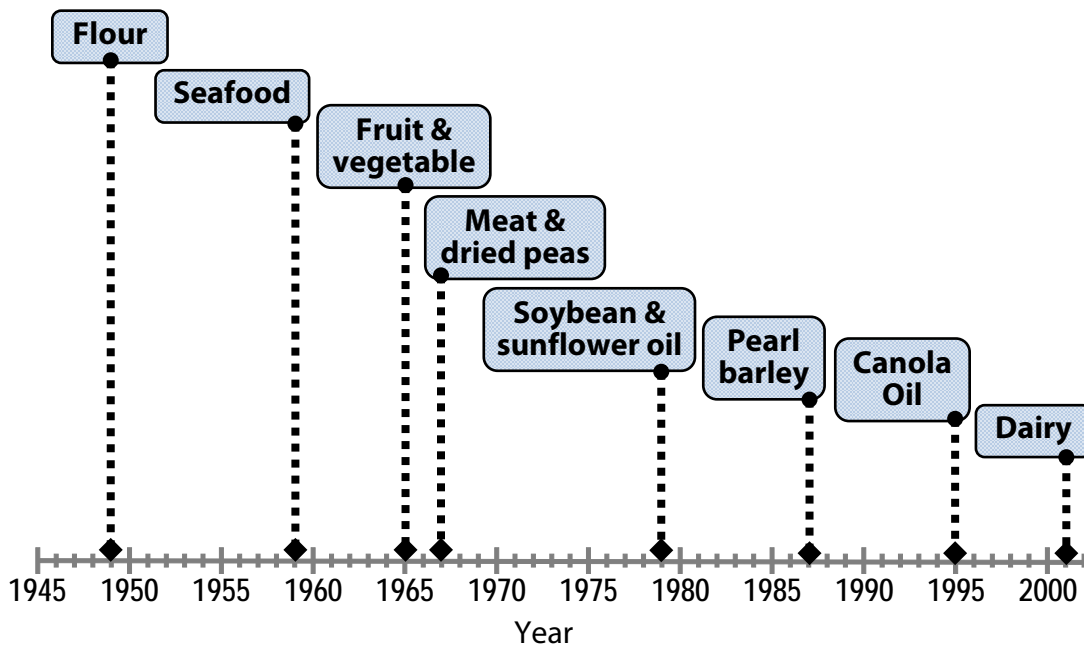 Flour
Seafood
Fruit &
vegetable
Meat &
dried peas
Soybean &
sunflower oil
Pearl
barley
Canola
Oil
Dairy
1945 1950 1955 1960 1965 1970 1975 1980 1985 1990 1995 2000
Year